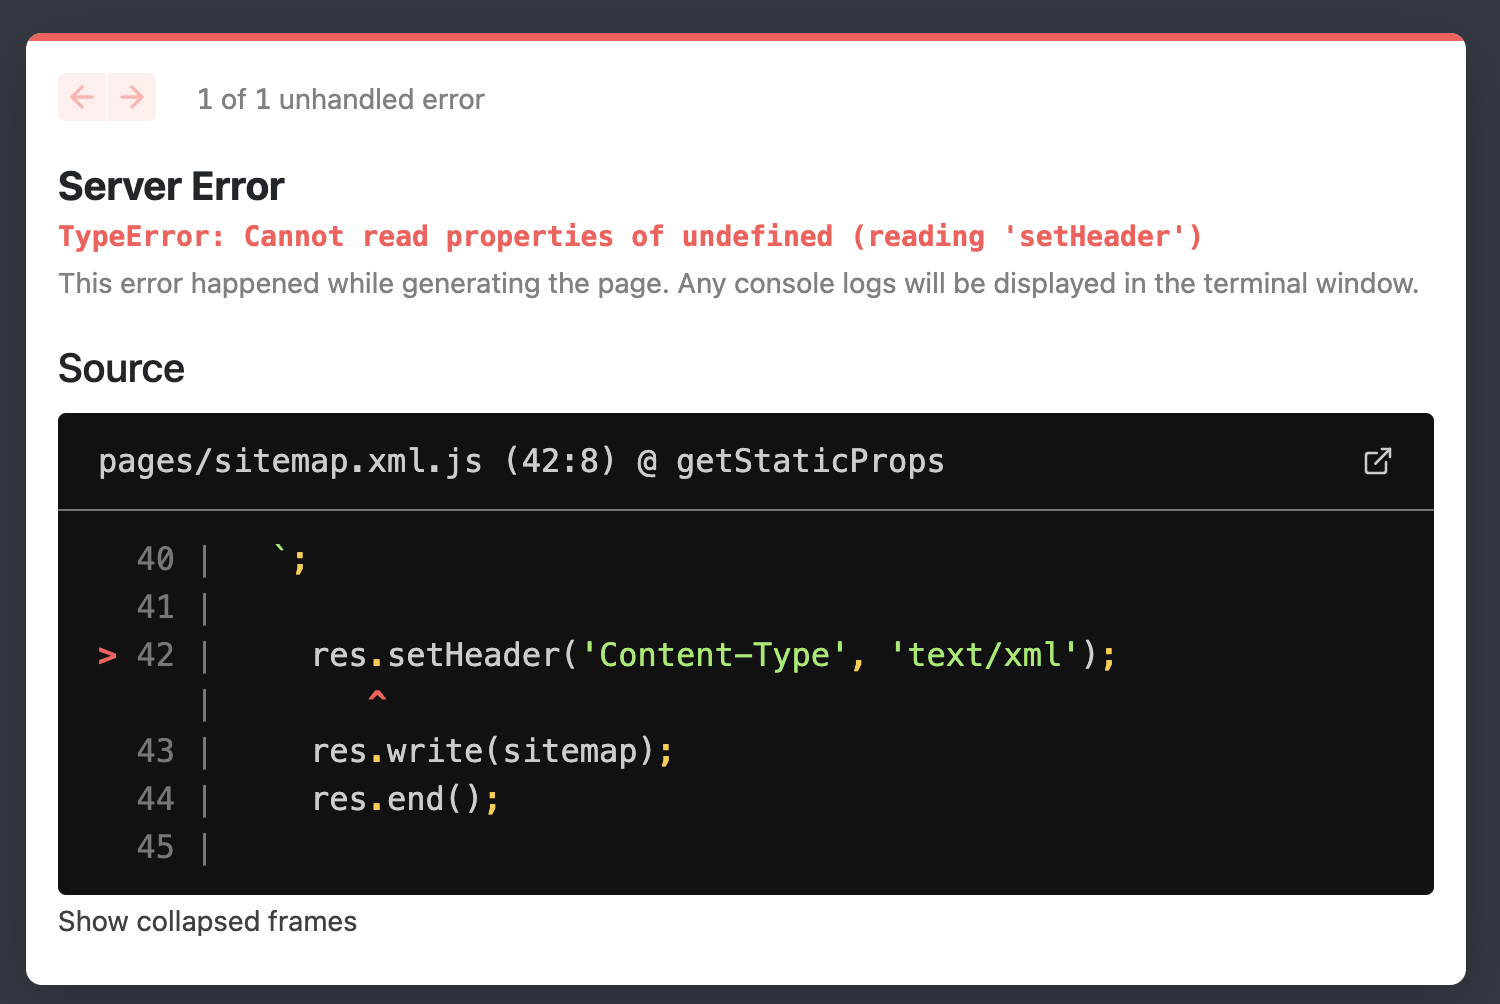 1 of 1 unhandled error
Server Error
TypeError: Cannot read properties of undefined (reading 'setHeader')
This error happened while generating the page. Any console logs will be displayed in the terminal window.
Source
pages/sitemap.xml.js (42:8) @ getStaticProps
40 |   `;
41 |
> 42 |     res.setHeader('Content-Type', 'text/xml');
|        ^
43 |     res.write(sitemap);
44 |     res.end();
45 |
Show collapsed frames